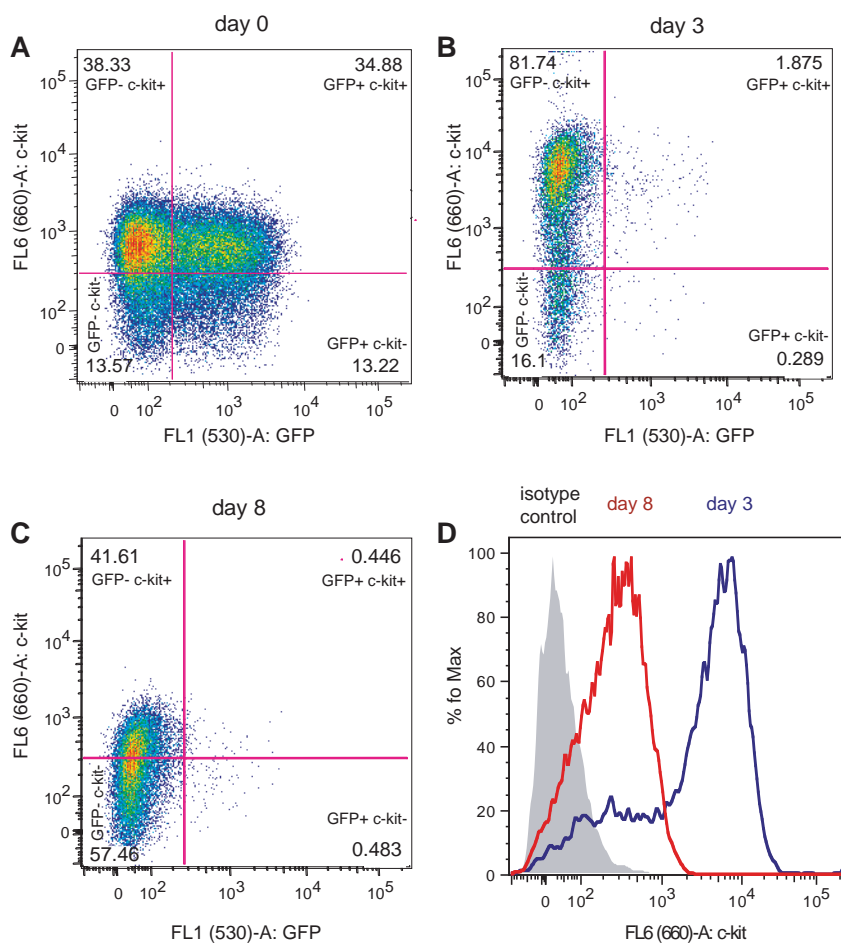 day 0
A
38.33
GFP- c-kit+
34.88
GFP+ c-kit+
10⁵
10⁴
10³
10²
0
FL6 (660)-A: c-kit
GFP- c-kit-
13.57
GFP+ c-kit-
13.22
0 10² 10³ 10⁴ 10⁵
FL1 (530)-A: GFP
day 3
B
81.74
GFP- c-kit+
1.875
GFP+ c-kit+
10⁵
10⁴
10³
10²
0
FL6 (660)-A: c-kit
GFP- c-kit-
16.1
GFP+ c-kit-
0.289
0 10² 10³ 10⁴ 10⁵
FL1 (530)-A: GFP
day 8
C
41.61
GFP- c-kit+
0.446
GFP+ c-kit+
10⁵
10⁴
10³
10²
0
FL6 (660)-A: c-kit
GFP- c-kit-
57.46
GFP+ c-kit-
0.483
0 10² 10³ 10⁴ 10⁵
FL1 (530)-A: GFP
D
isotype
control
day 8
day 3
100
80
60
40
20
0
% fo Max
0 10² 10³ 10⁴ 10⁵
FL6 (660)-A: c-kit